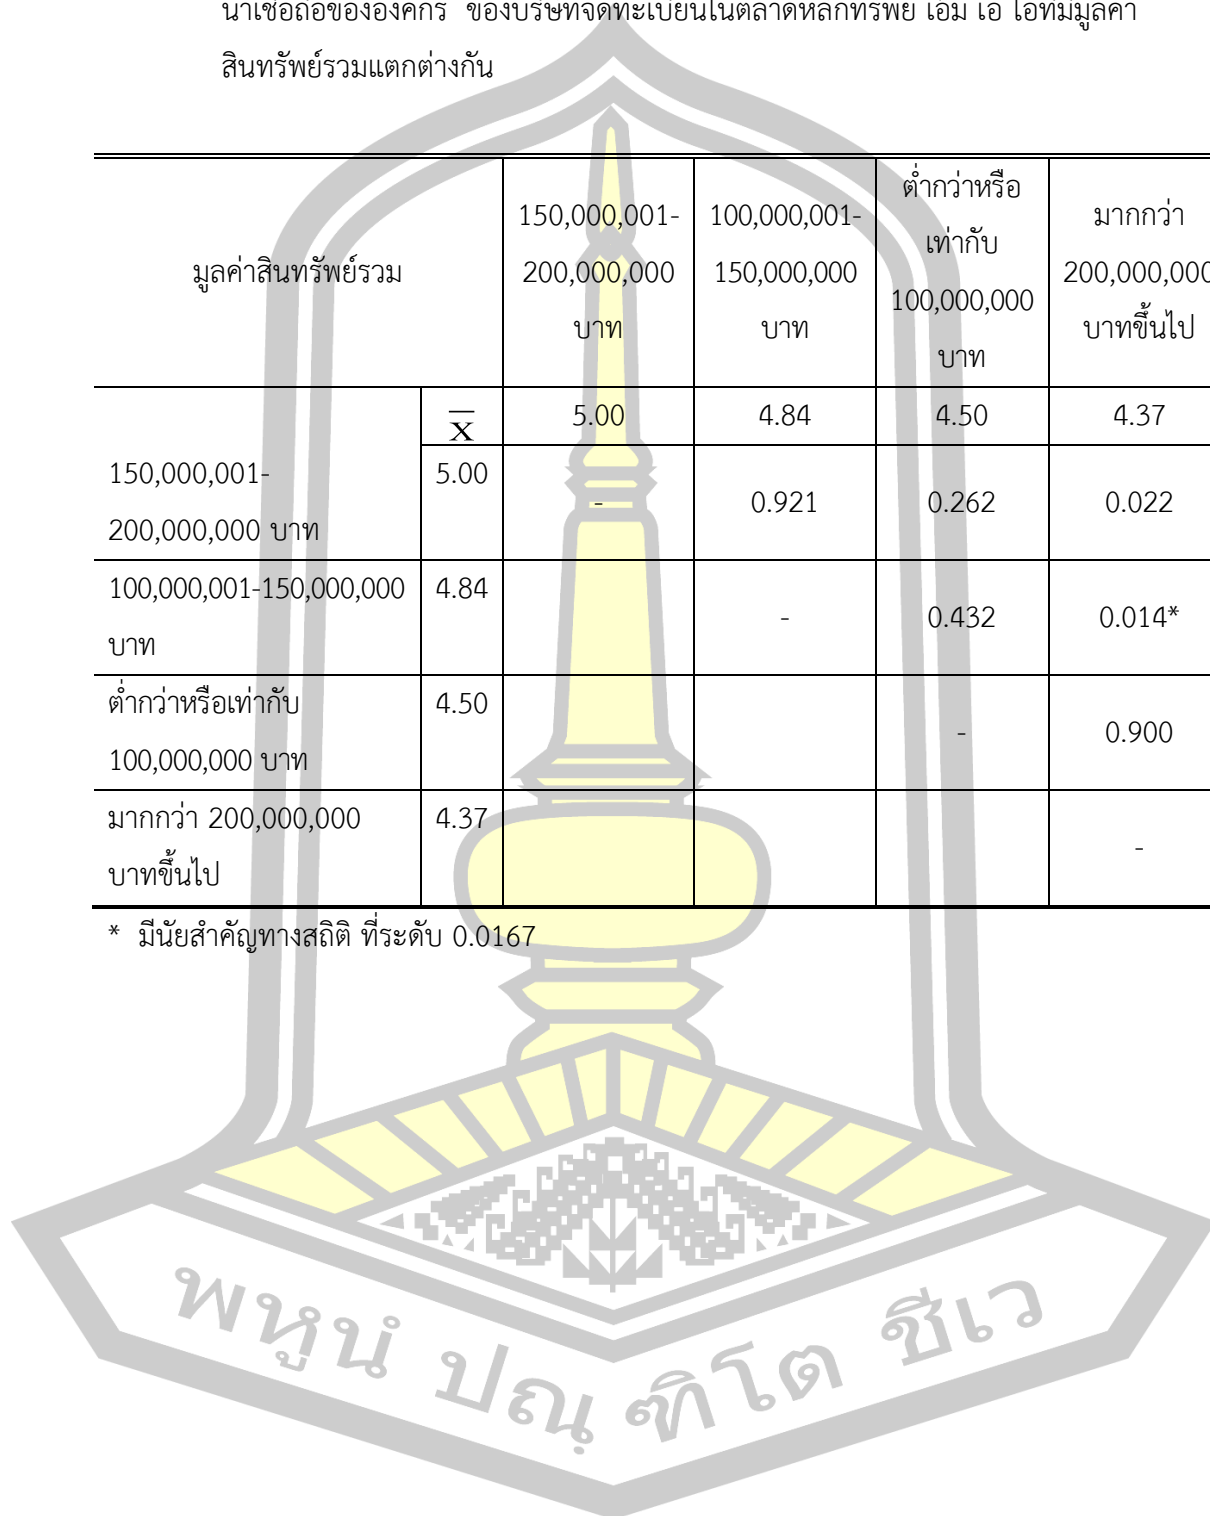 น่าเชื่อถือขององค์กร ของบริษัทจดทะเบียนในตลาดหลักทรัพย์ เอ็ม เอ ไอที่มีมูลค่า
สินทรัพย์รวมแตกต่างกัน
มูลค่าสินทรัพย์รวม
150,000,001-
200,000,000
บาท
100,000,001-
150,000,000
บาท
ต่ำกว่าหรือ
เท่ากับ
100,000,000
บาท
มากกว่า
200,000,000
บาทขึ้นไป
X 5.00 4.84 4.50 4.37
150,000,001-
200,000,000 บาท
5.00 - 0.921 0.262 0.022
100,000,001-150,000,000
บาท
4.84 - 0.432 0.014*
ต่ำกว่าหรือเท่ากับ
100,000,000 บาท
4.50 - 0.900
มากกว่า 200,000,000
บาทขึ้นไป
4.37 -
* มีนัยสำคัญทางสถิติ ที่ระดับ 0.0167
พหูนํ ปณฺฑิโต ชีเว